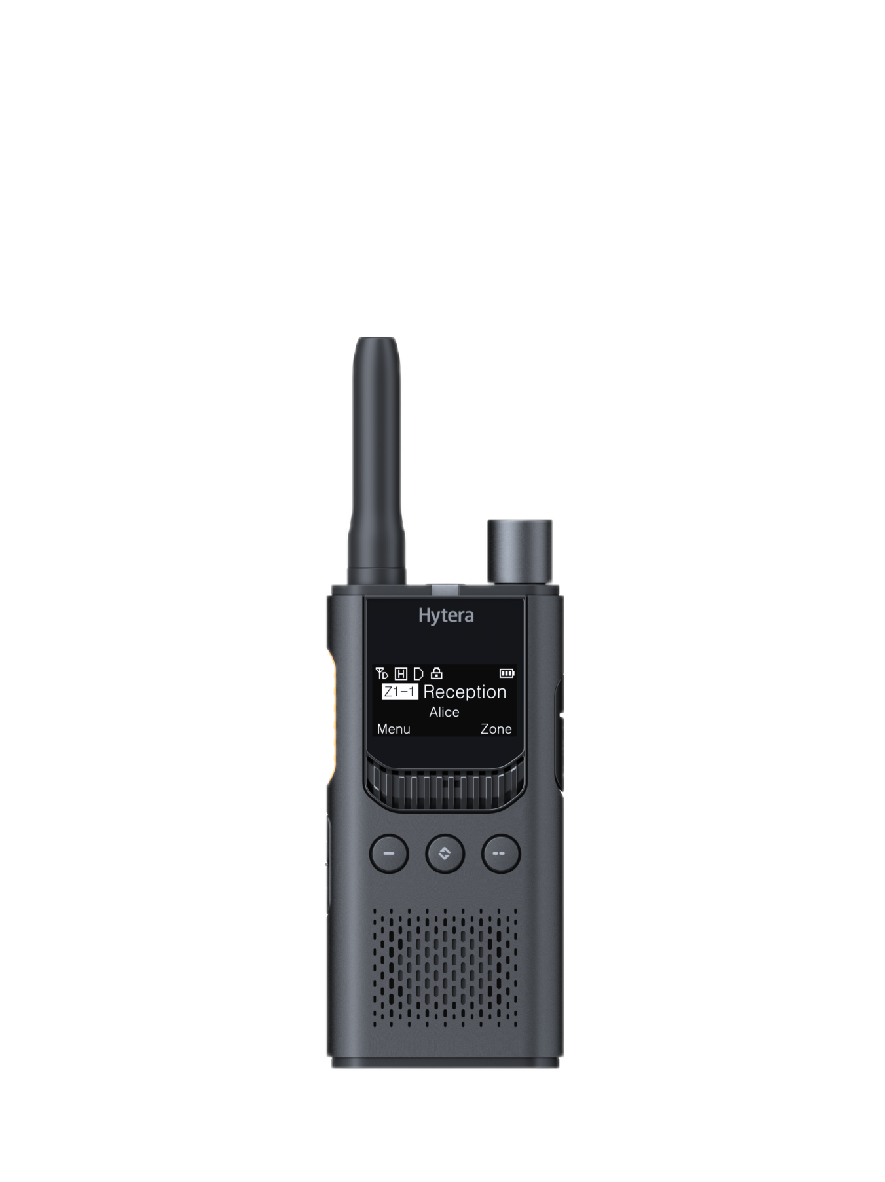 Hytera
H D
Z1-1 Reception
Alice
Menu Zone